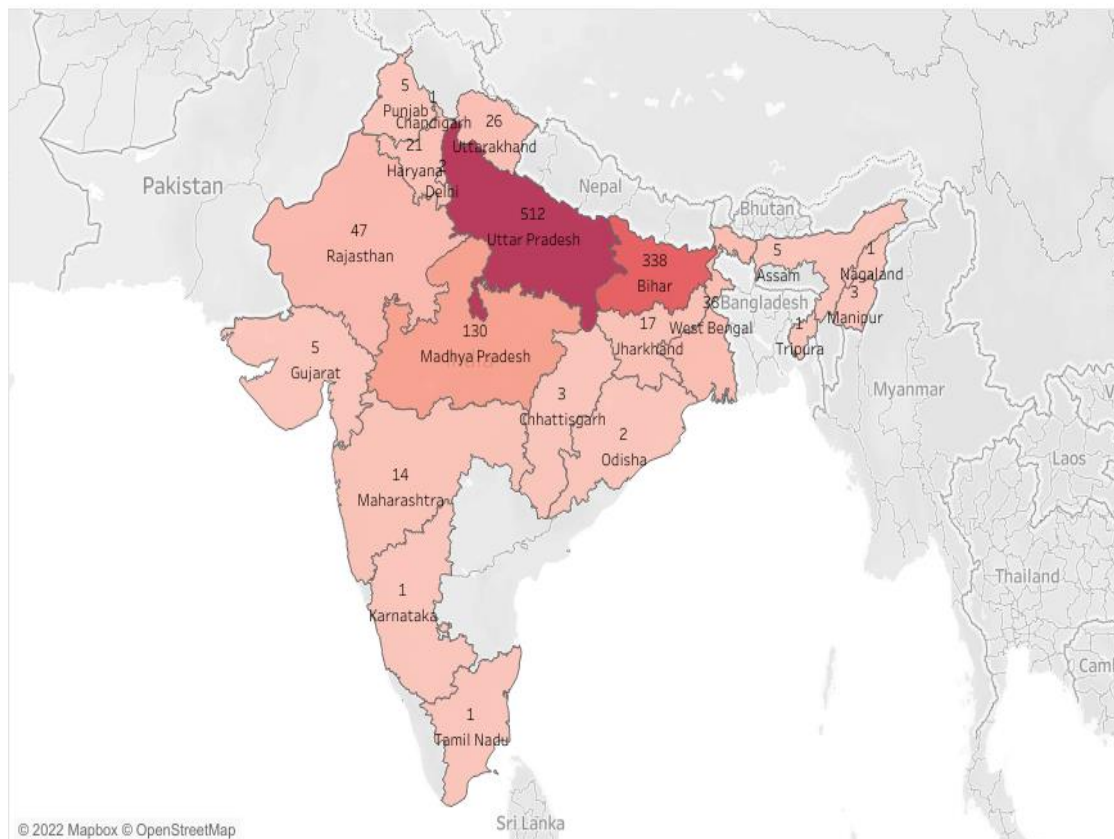 5
Punjab
1
Chandigarh
26
Uttarakhand
21
Haryana
Delhi
Pakistan
Nepal
512
Uttar Pradesh
Bhutan
47
Rajasthan
338
Bihar
5
Assam
1
Nagaland
3
Manipur
Bangladesh
West Bengal
17
Jharkhand
1
Tripura
130
Madhya Pradesh
5
Gujarat
3
Chhattisgarh
2
Odisha
Myanmar
Laos
14
Maharashtra
Thailand
1
Karnataka
1
Tamil Nadu
Sri Lanka
Caml
© 2022 Mapbox © OpenStreetMap